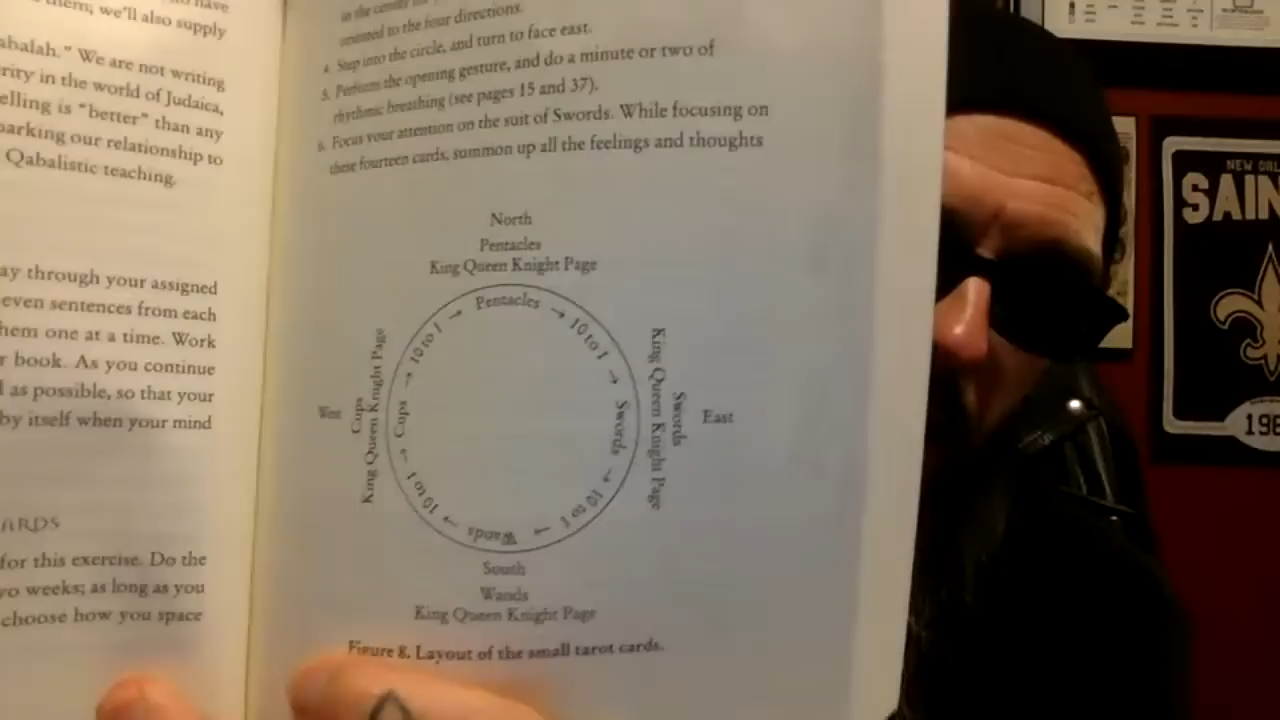 them; we'll also supply
abalah." We are not writing
rity in the world of Judaica,
elling is "better" than any
parking our relationship to
Qabalistic teaching.
ay through your assigned
even sentences from each
hem one at a time. Work
r book. As you continue
l as possible, so that your
by itself when your mind
ARDS
for this exercise. Do the
wo weeks; as long as you
choose how you space
in the center
oriented to the four directions.
4. Step into the circle, and turn to face east.
5. Perform the opening gesture, and do a minute or two of
rhythmic breathing (see pages 15 and 37).
6. Focus your attention on the suit of Swords. While focusing on
these fourteen cards, summon up all the feelings and thoughts
North
Pentacles
King Queen Knight Page
Pentacles → 10 to 1 →
Swords → 10 to 1 →
Wands → 10 to 1 →
Cups → 10 to 1 →
West
Cups
King Queen Knight Page
King Queen Knight Page
Swords
East
South
Wands
King Queen Knight Page
Figure 8. Layout of the small tarot cards.
NEW ORL
SAIN
196